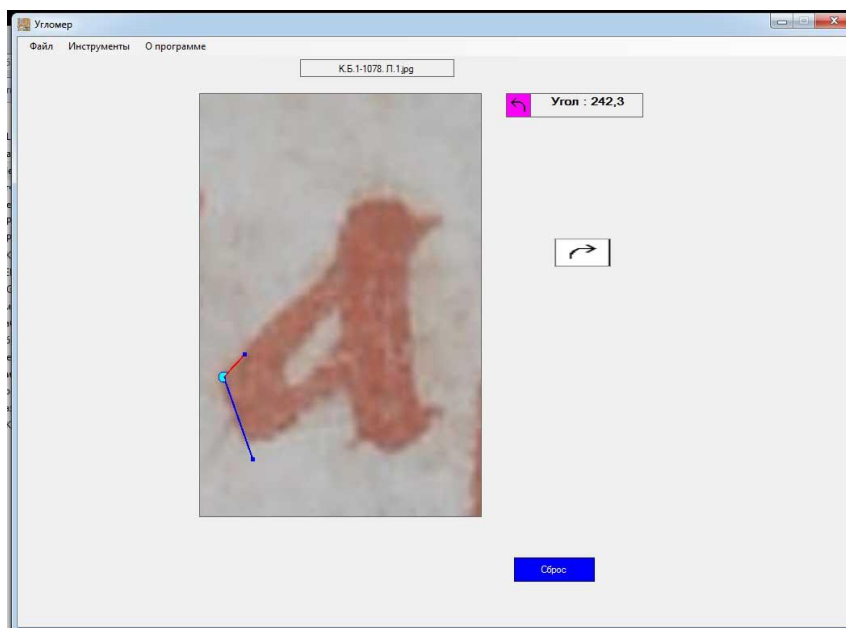 Угломер
Файл Инструменты О программе
К.Б.1-1078. П.1.jpg
Угол : 242,3
Сброс